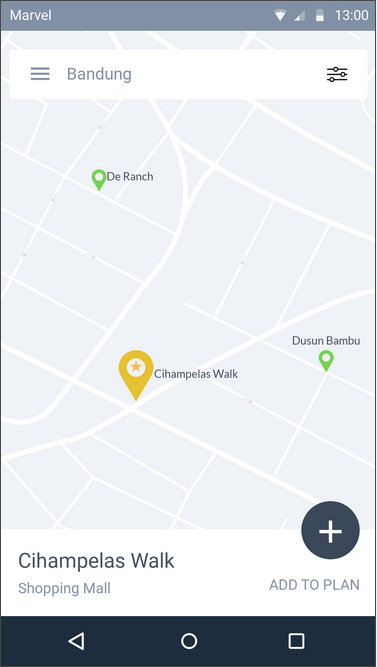 Marvel 13:00
Bandung
De Ranch
Dusun Bambu
Cihampelas Walk
Cihampelas Walk
Shopping Mall
ADD TO PLAN